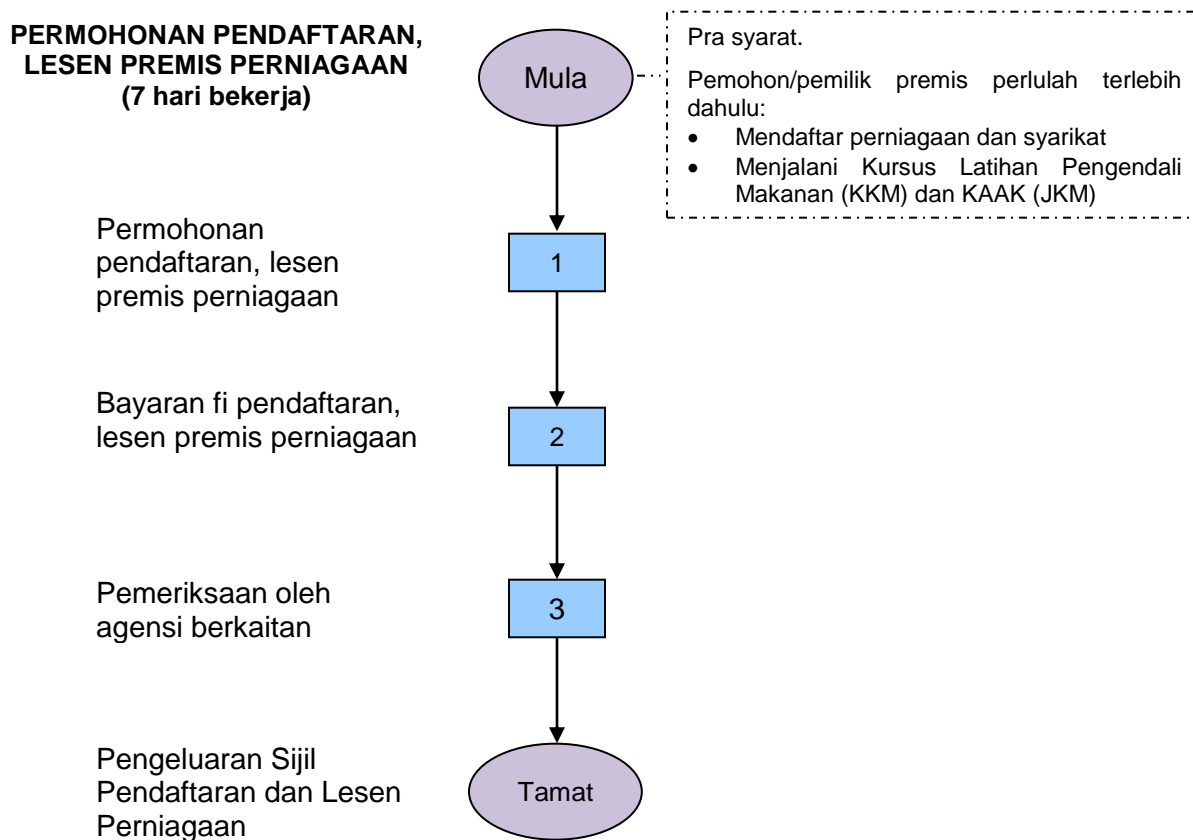 PERMOHONAN PENDAFTARAN,
LESEN PREMIS PERNIAGAAN
(7 hari bekerja)
Mula
Pra syarat.
Pemohon/pemilik premis perlulah terlebih
dahulu:
• Mendaftar perniagaan dan syarikat
• Menjalani Kursus Latihan Pengendali
Makanan (KKM) dan KAAK (JKM)
Permohonan
pendaftaran, lesen
premis perniagaan
1
Bayaran fi pendaftaran,
lesen premis perniagaan
2
Pemeriksaan oleh
agensi berkaitan
3
Pengeluaran Sijil
Pendaftaran dan Lesen
Perniagaan
Tamat